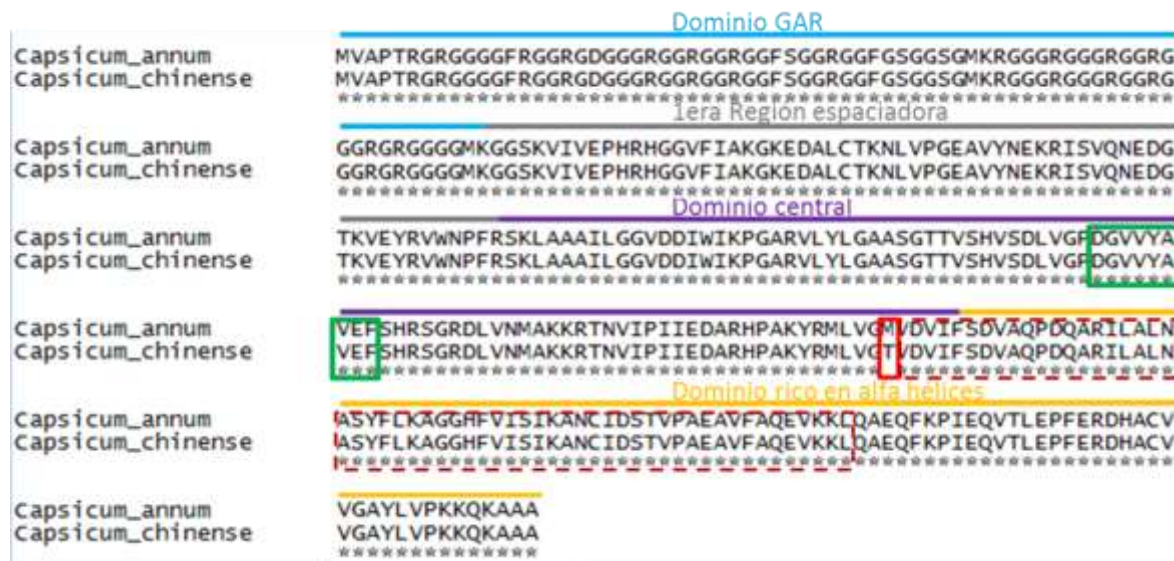 Dominio GAR
Capsicum_annum MVAPTRGRGGGGFRGGRGDGGGRGGRGGRGGFSGGRGGFGSGGSGMKRGGGRGGGRGGRG
Capsicum_chinense MVAPTRGRGGGGFRGGRGDGGGRGGRGGRGGFSGGRGGFGSGGSGMKRGGGRGGGRGGRG
************************************************************
1era Región espaciadora
Capsicum_annum GGRGRGGGGMKGGSKVIVEPHRHGGVFIAKGKEDALCTKNLVPGEAVYNEKRISVQNEDG
Capsicum_chinense GGRGRGGGGMKGGSKVIVEPHRHGGVFIAKGKEDALCTKNLVPGEAVYNEKRISVQNEDG
************************************************************
Dominio central
Capsicum_annum TKVEYRVWNPFRSKLAAAILGGVDDIWIKPGARVLYLGAASGTTVSHVSDLVGPDGVVYA
Capsicum_chinense TKVEYRVWNPFRSKLAAAILGGVDDIWIKPGARVLYLGAASGTTVSHVSDLVGPDGVVYA
************************************************************
Capsicum_annum VEFSHRSGRDLVNMAKKRTNVIPIIEDARHPAKYRMLVGMVDVIFSDVAQPDQARILALN
Capsicum_chinense VEFSHRSGRDLVNMAKKRTNVIPIIEDARHPAKYRMLVGTVDVIFSDVAQPDQARILALN
*************************************** ********************
Dominio rico en alfa hélices
Capsicum_annum ASYFLKAGGHFVISIKANCIDSTVPAEAVFAQEVKKLQAEQFKPIEQVTLEPFERDHACV
Capsicum_chinense ASYFLKAGGHFVISIKANCIDSTVPAEAVFAQEVKKLQAEQFKPIEQVTLEPFERDHACV
************************************************************
Capsicum_annum VGAYLVPKKQKAAA
Capsicum_chinense VGAYLVPKKQKAAA
**************